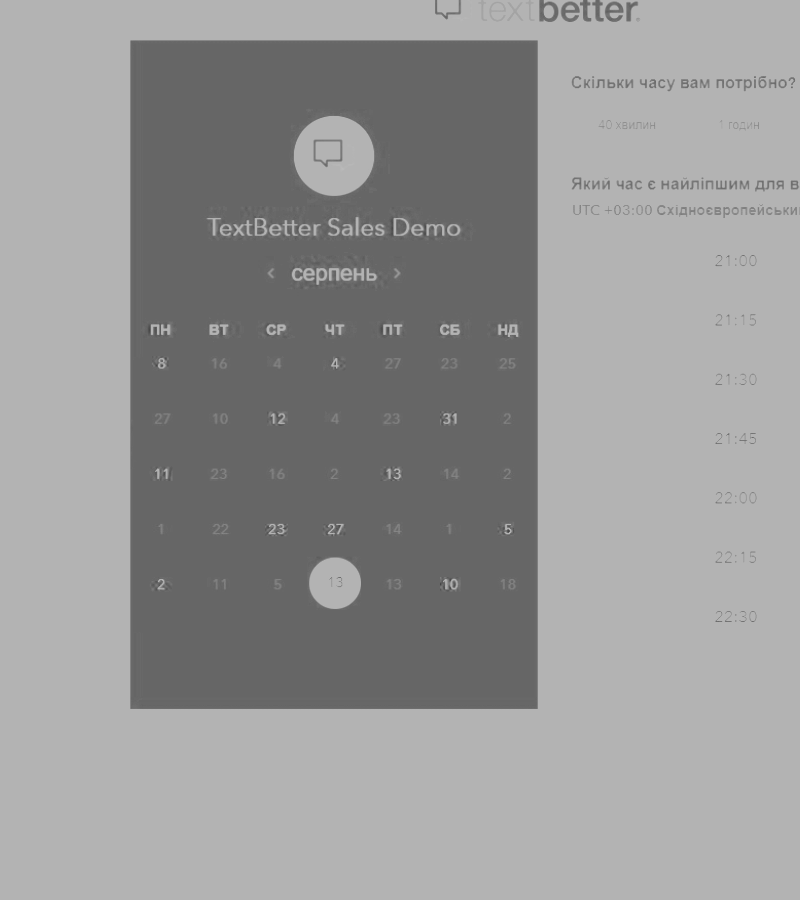 textbetter.
TextBetter Sales Demo
‹ серпень ›
ПН ВТ СР ЧТ ПТ СБ НД
8 16 4 4 27 23 25
27 10 12 4 23 31 2
11 23 16 2 13 14 2
1 22 23 27 14 1 5
2 11 5 13 13 10 18
Скільки часу вам потрібно?
40 хвилин 1 годин
Який час є найліпшим для в
UTC +03:00 Східноєвропейськи
21:00
21:15
21:30
21:45
22:00
22:15
22:30